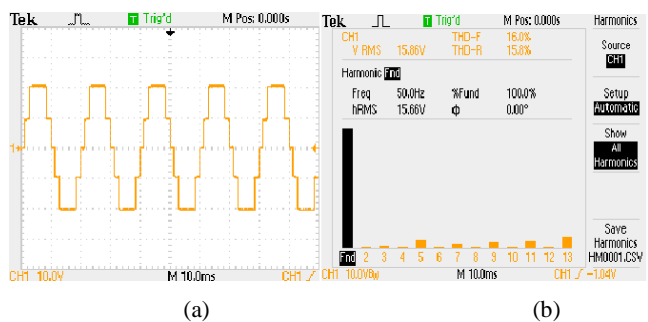 Tek T Trig'd M Pos: 0.000s
1+
CH1 10.0V M 10.0ms CH1
(a)
Tek T Trig'd M Pos: 0.000s Harmonics
CH1 THD-F 16.0%
V RMS 15.86V THD-R 15.8%
Harmonic Fnd
Freq 50.0Hz %Fund 100.0%
hRMS 15.66V Φ 0.00°
Source
CH1
Setup
Automatic
Show
All
Harmonics
Save
Harmonics
HM0001.CSV
Fnd 2 3 4 5 6 7 8 9 10 11 12 13
CH1 10.0VBw M 10.0ms CH1 -1.04V
(b)